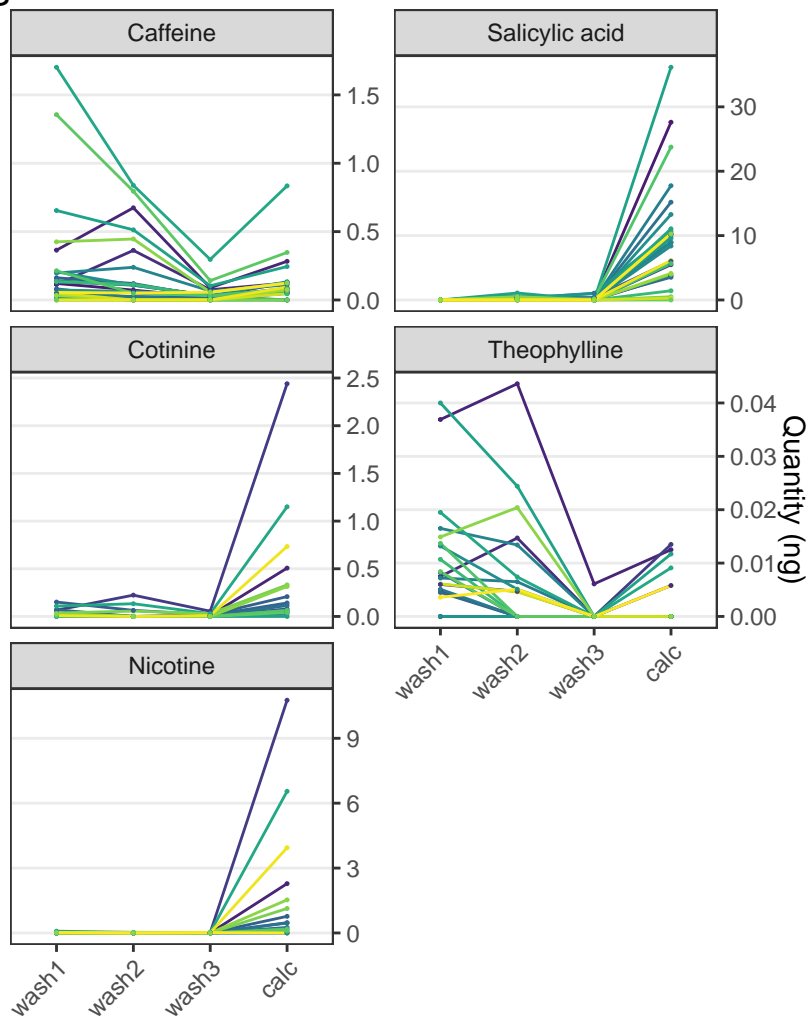 Caffeine
Salicylic acid
1.5
1.0
0.5
0.0
30
20
10
0
Cotinine
Theophylline
2.5
2.0
1.5
1.0
0.5
0.0
0.04
0.03
0.02
0.01
0.00
Quantity (ng)
wash1
wash2
wash3
calc
Nicotine
9
6
3
0
wash1
wash2
wash3
calc